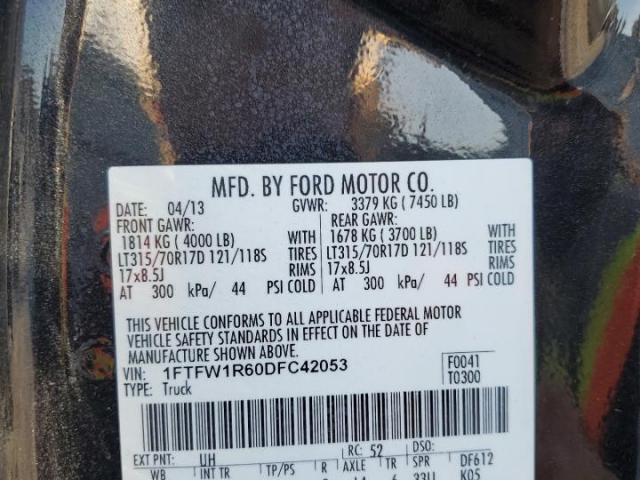 MFD. BY FORD MOTOR CO.
DATE: 04/13 GVWR: 3379 KG ( 7450 LB)
FRONT GAWR: REAR GAWR:
1814 KG ( 4000 LB) WITH 1678 KG ( 3700 LB) WITH
LT315/70R17D 121/118S TIRES LT315/70R17D 121/118S TIRES
17x8.5J RIMS 17x8.5J RIMS
AT 300 kPa/ 44 PSI COLD AT 300 kPa/ 44 PSI COLD
THIS VEHICLE CONFORMS TO ALL APPLICABLE FEDERAL MOTOR
VEHICLE SAFETY STANDARDS IN EFFECT ON THE DATE OF
MANUFACTURE SHOWN ABOVE.
VIN: 1FTFW1R60DFC42053 F0041
TYPE: Truck T0300
EXT PNT: UH RC: 52 DSO:
WB INT TR TP/PS R AXLE TR SPR DF612
6 33U K05